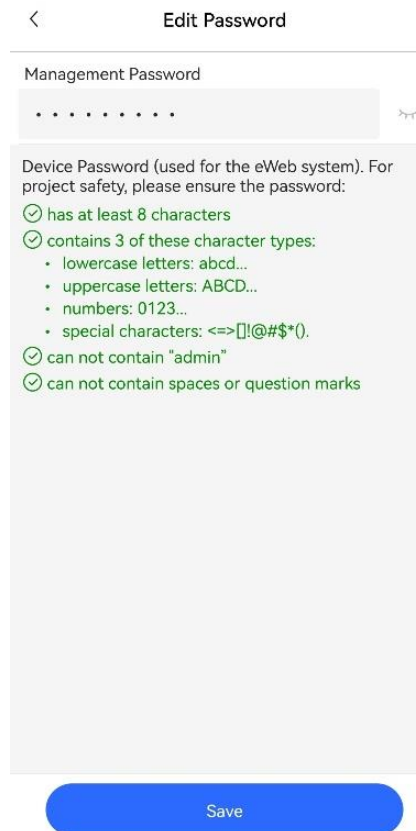 Edit Password
Management Password
• • • • • • • • •
Device Password (used for the eWeb system). For
project safety, please ensure the password:
has at least 8 characters
contains 3 of these character types:
• lowercase letters: abcd...
• uppercase letters: ABCD...
• numbers: 0123...
• special characters: <=>[]!@#$*().
can not contain "admin"
can not contain spaces or question marks
Save